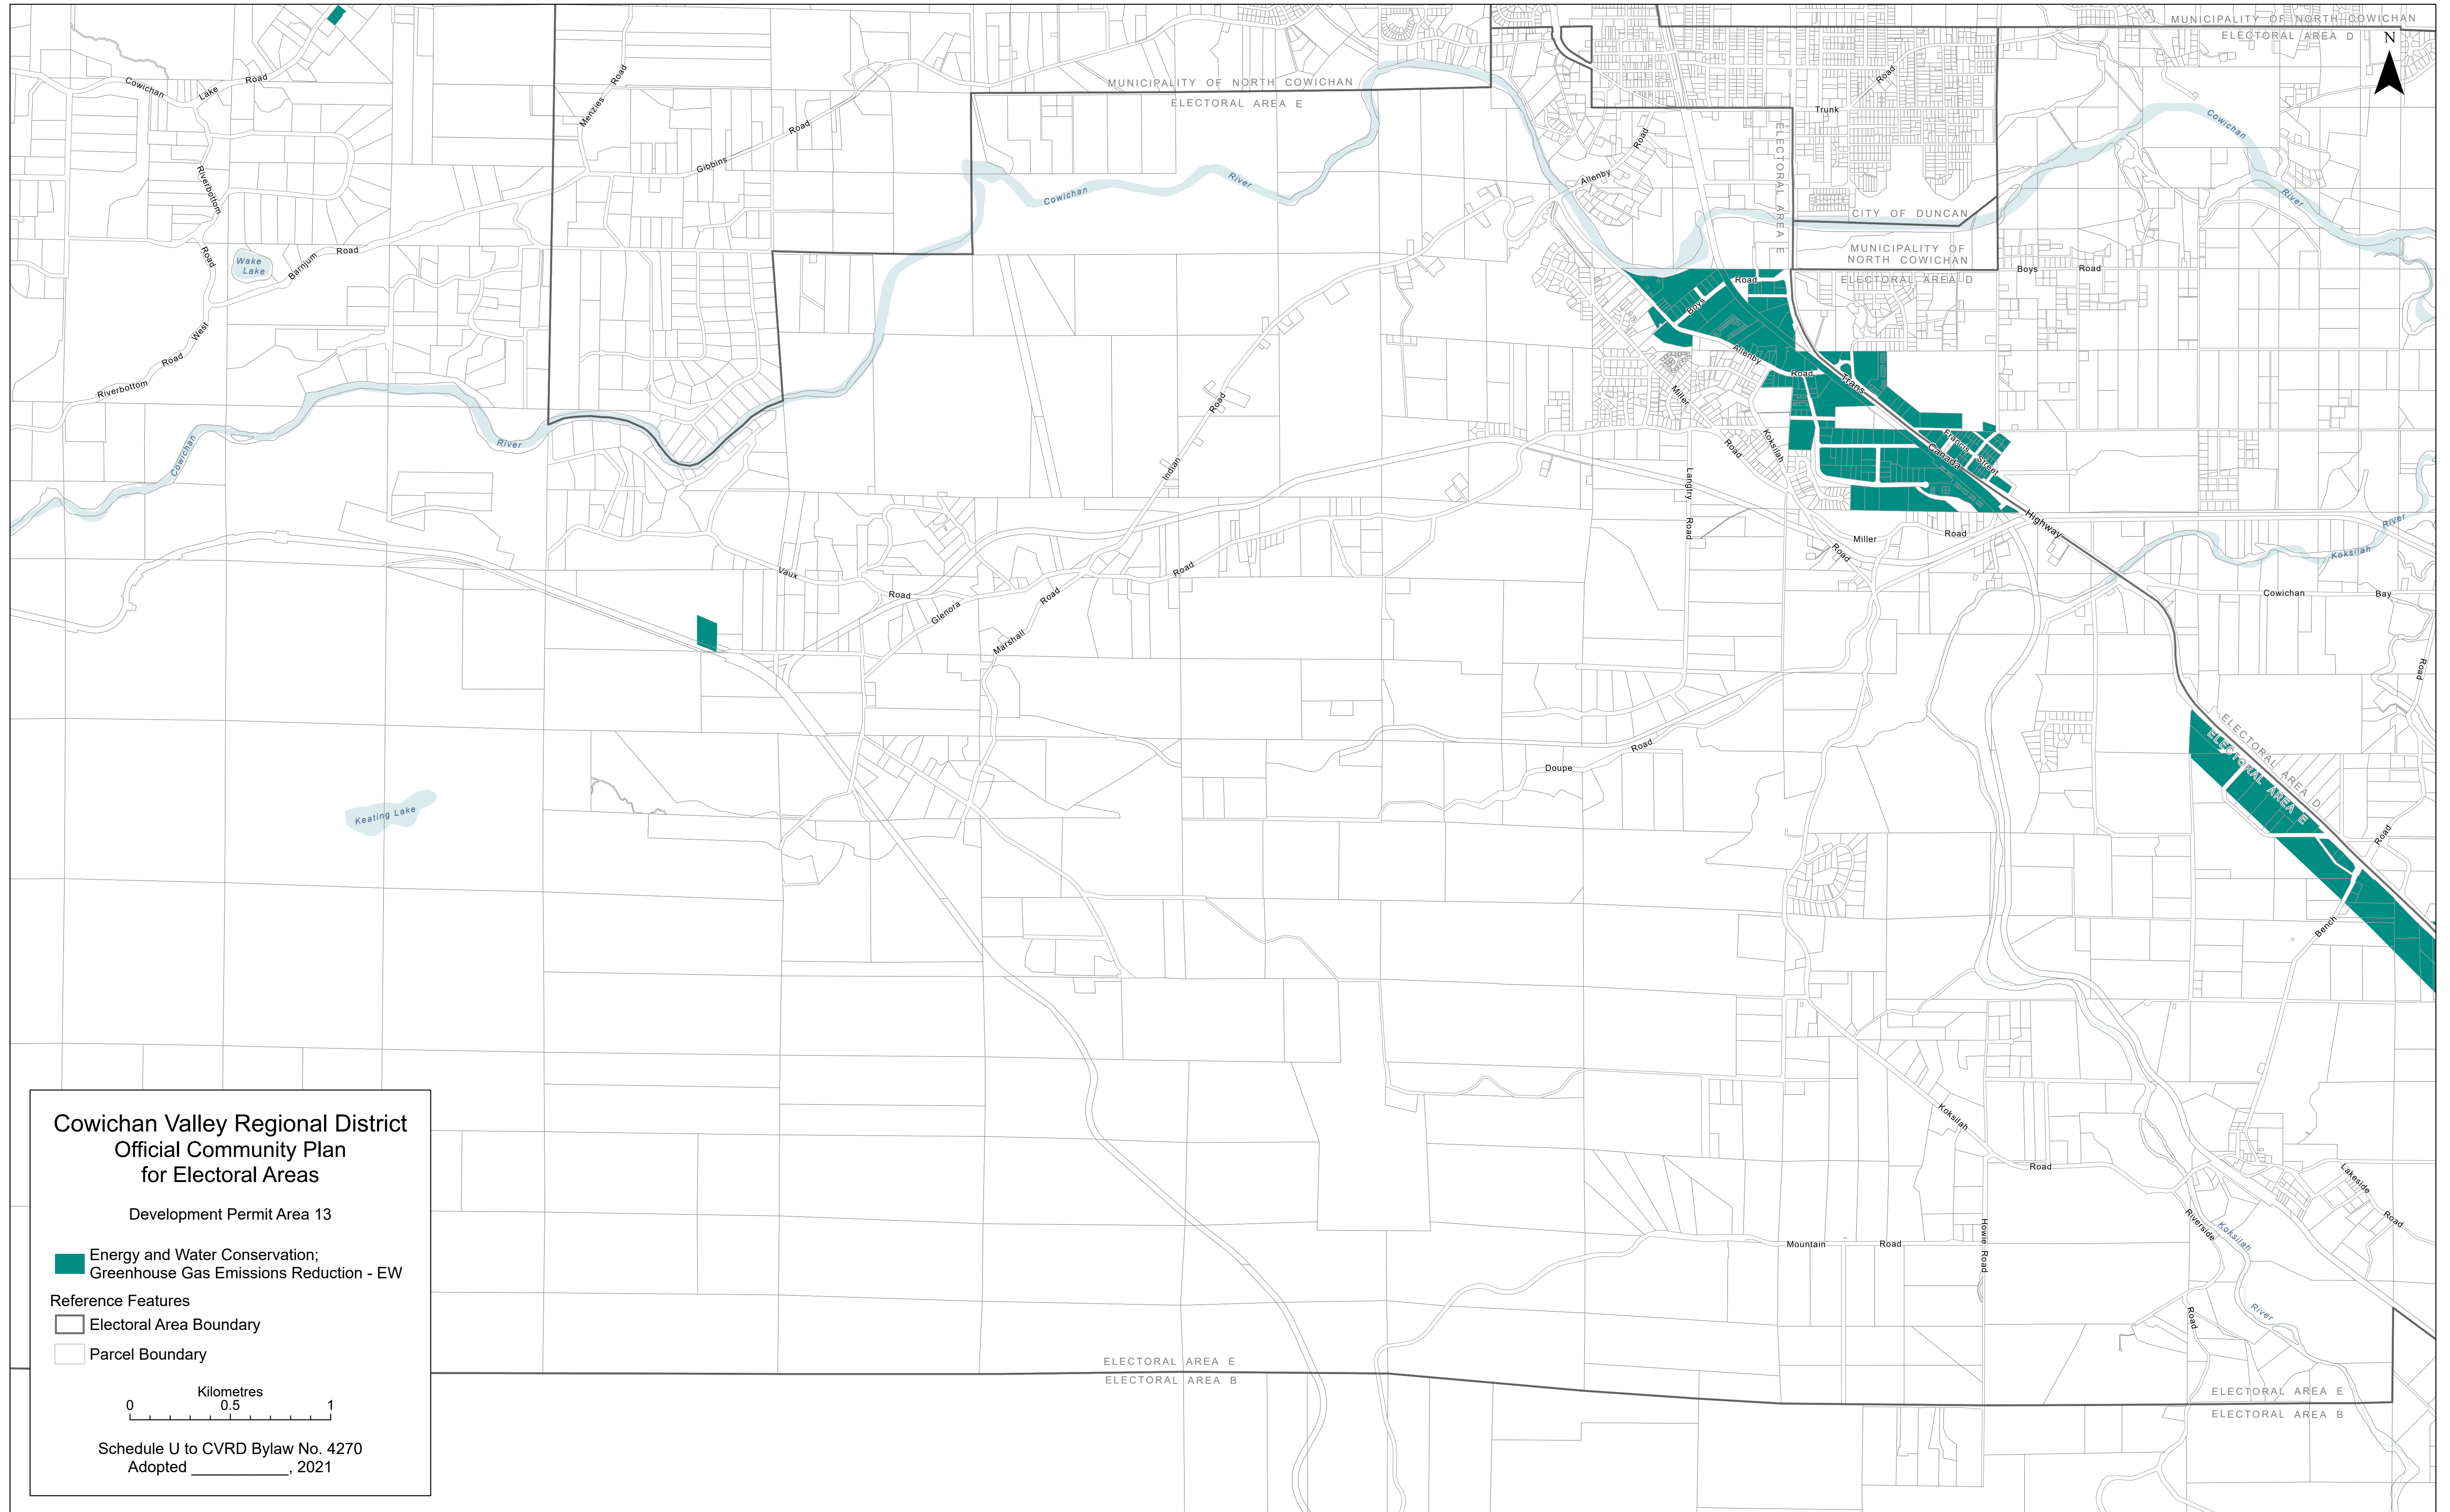 MUNICIPALITY OF NORTH COWICHAN
ELECTORAL AREA D
N
Cowichan
Lake
Road
Menzies
Road
MUNICIPALITY OF NORTH COWICHAN
ELECTORAL AREA E
Gibbins
Road
Trunk
Road
ELECTORAL AREA E
Cowichan
River
Allenby
Road
Riverbottom
Road
West
Road
Riverbottom
Wake
Lake
Barnjum
Road
Cowichan
River
CITY OF DUNCAN
MUNICIPALITY OF
NORTH COWICHAN
ELECTORAL AREA D
Boys
Road
Boys
Road
Allenby
Road
Trans
Canada
Highway
Francis
Street
Miller
Road
Koksilah
Road
Miller
Road
Langtry
Road
Indian
Road
Cowichan
River
Vaux
Road
Glenora
Road
Marshall
Road
Koksilah
River
Cowichan
Bay
Road
ELECTORAL AREA D
ELECTORAL AREA E
Road
Bench
Doupe
Road
Keating Lake
Koksilah
Road
Mountain
Road
Howie Road
Lakeside
Road
Riverside
Road
Koksilah
River
ELECTORAL AREA E
ELECTORAL AREA B
ELECTORAL AREA E
ELECTORAL AREA B
Cowichan Valley Regional District
Official Community Plan
for Electoral Areas
Development Permit Area 13
Energy and Water Conservation;
Greenhouse Gas Emissions Reduction - EW
Reference Features
Electoral Area Boundary
Parcel Boundary
Kilometres
0 0.5 1
Schedule U to CVRD Bylaw No. 4270
Adopted ____________, 2021